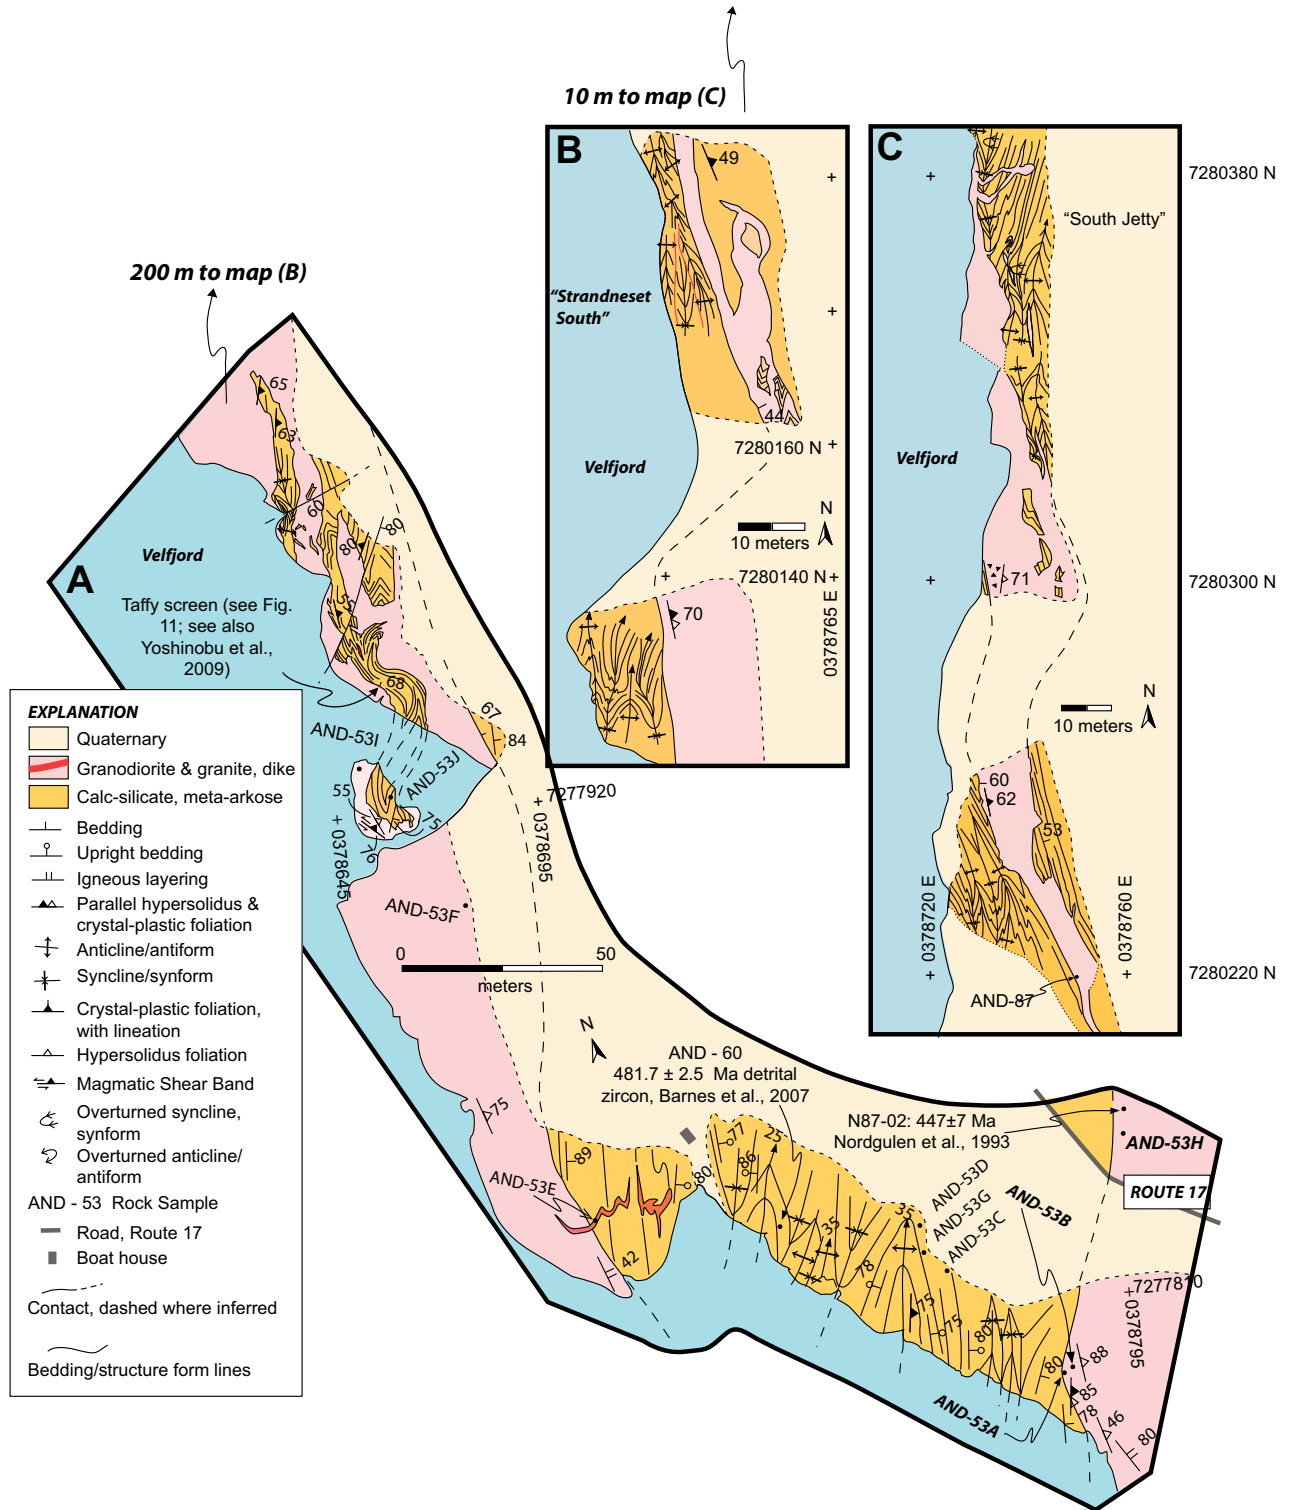 10 m to map (C)
B
49
"Strandneset
South"
44
7280160 N
Velfjord
N
10 meters
7280140 N
70
0378765 E
C
7280380 N
"South Jetty"
Velfjord
71
7280300 N
N
10 meters
60
62
53
0378720 E
0378760 E
7280220 N
AND-87
200 m to map (B)
65
63
60
80
80
Velfjord
A
Taffy screen (see Fig.
11; see also
Yoshinobu et al.,
2009)
55
68
67
84
AND-53I
AND-53J
55
75
76
0378645
0378695
7277920
AND-53F
0
50
meters
N
75
AND - 60
481.7 ± 2.5 Ma detrital
zircon, Barnes et al., 2007
N87-02: 447±7 Ma
Nordgulen et al., 1993
AND-53H
ROUTE 17
89
AND-53E
42
80
77
86
25
35
78
35
75
75
80
AND-53D
AND-53G
AND-53C
AND-53B
7277810
0378795
80
88
85
78
46
80
AND-53A
EXPLANATION
Quaternary
Granodiorite & granite, dike
Calc-silicate, meta-arkose
Bedding
Upright bedding
Igneous layering
Parallel hypersolidus &
crystal-plastic foliation
Anticline/antiform
Syncline/synform
Crystal-plastic foliation,
with lineation
Hypersolidus foliation
Magmatic Shear Band
Overturned syncline,
synform
Overturned anticline/
antiform
AND - 53 Rock Sample
Road, Route 17
Boat house
Contact, dashed where inferred
Bedding/structure form lines